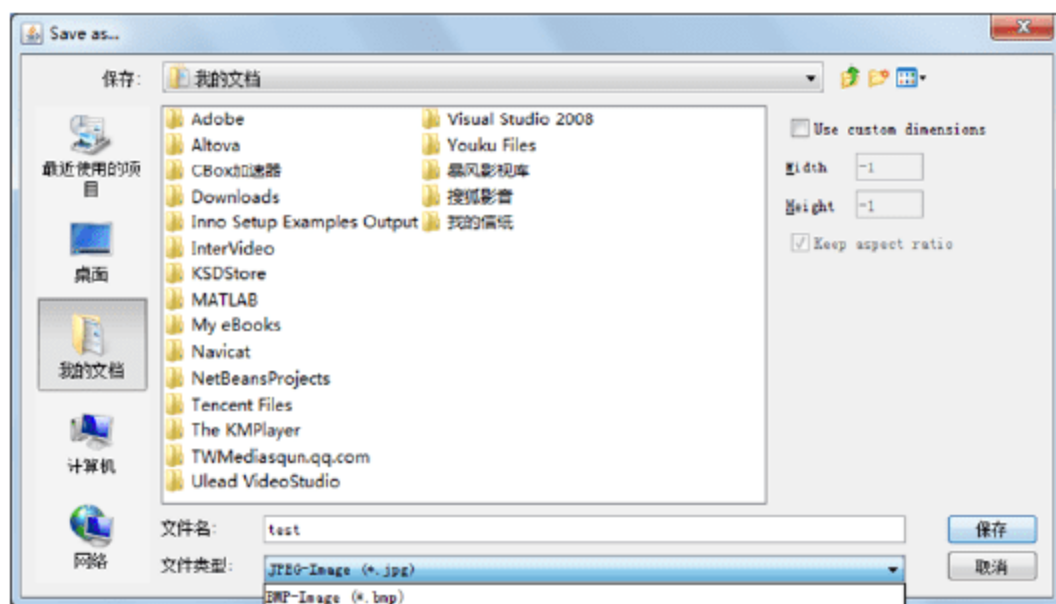 Save as...
保存:
我的文档
最近使用的项
目
桌面
我的文档
计算机
网络
Adobe
Altova
CBox加速器
Downloads
Inno Setup Examples Output
InterVideo
KSDStore
MATLAB
My eBooks
Navicat
NetBeansProjects
Tencent Files
The KMPlayer
TWMediasqun.qq.com
Ulead VideoStudio
Visual Studio 2008
Youku Files
暴风影视库
搜狐影音
我的信纸
Use custom dimensions
Width -1
Height -1
Keep aspect ratio
文件名: test
保存
文件类型: JPEG-Image (*.jpg)
取消
BMP-Image (*.bmp)